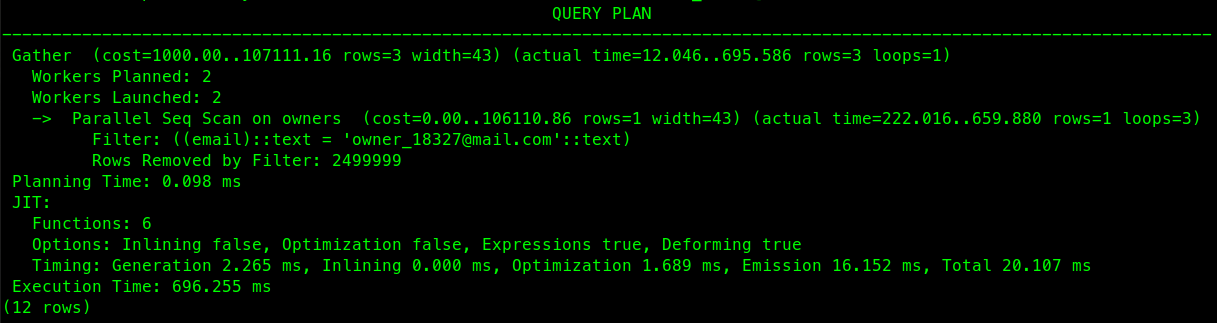 QUERY PLAN
--------------------------------------------------------------------------------------------------------------------------
Gather  (cost=1000.00..107111.16 rows=3 width=43) (actual time=12.046..695.586 rows=3 loops=1)
Workers Planned: 2
Workers Launched: 2
->  Parallel Seq Scan on owners  (cost=0.00..106110.86 rows=1 width=43) (actual time=222.016..659.880 rows=1 loops=3)
Filter: ((email)::text = 'owner_18327@mail.com'::text)
Rows Removed by Filter: 2499999
Planning Time: 0.098 ms
JIT:
Functions: 6
Options: Inlining false, Optimization false, Expressions true, Deforming true
Timing: Generation 2.265 ms, Inlining 0.000 ms, Optimization 1.689 ms, Emission 16.152 ms, Total 20.107 ms
Execution Time: 696.255 ms
(12 rows)